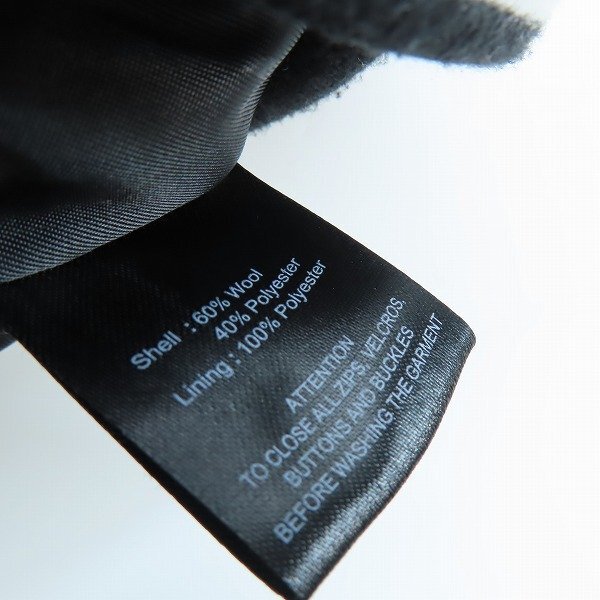 Shell : 60% Wool
40% Polyester
Lining : 100% Polyester
ATTENTION
TO CLOSE ALL ZIPS, VELCROS,
BUTTONS AND BUCKLES
BEFORE WASHING THE GARMENT